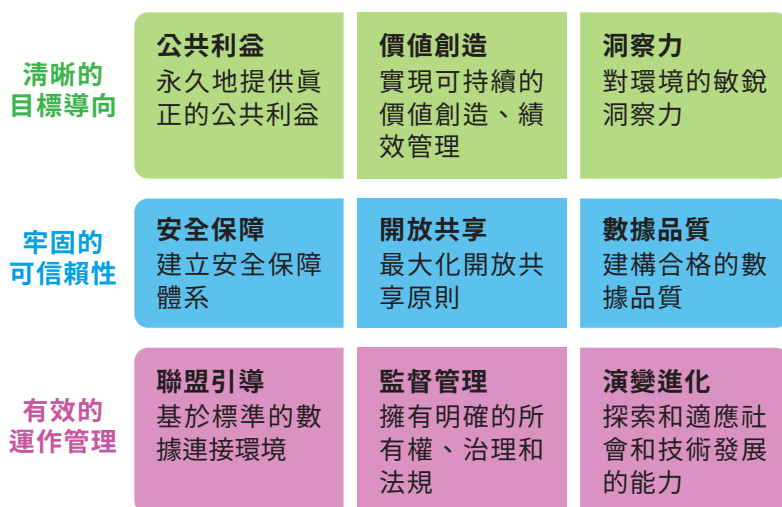 清晰的
目標導向
公共利益
永久地提供眞
正的公共利益
價値創造
實現可持續的
價値創造、績
效管理
洞察力
對環境的敏銳
洞察力
牢固的
可信賴性
安全保障
建立安全保障
體系
開放共享
最大化開放共
享原則
數據品質
建構合格的數
據品質
有效的
運作管理
聯盟引導
基於標準的數
據連接環境
監督管理
擁有明確的所
有權、治理和
法規
演變進化
探索和適應社
會和技術發展
的能力